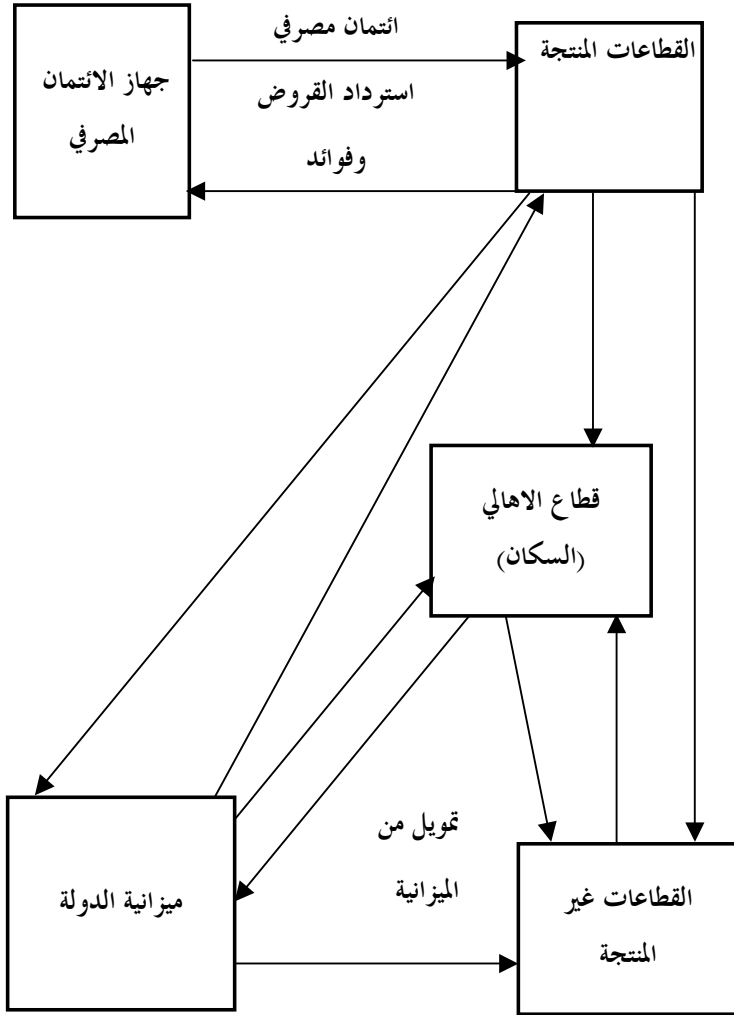 القطاعات المنتجة
ائتمان مصرفي
استرداد القروض
وفوائد
جهاز الائتمان
المصرفي
قطاع الاهالي
(السكان)
تمويل من
الميزانية
القطاعات غير
المنتجة
ميزانية الدولة